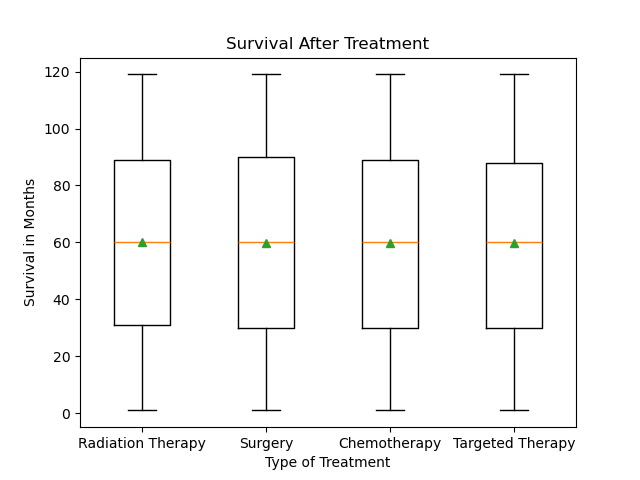 Survival After Treatment
120
100
80
60
40
20
0
Survival in Months
Radiation Therapy Surgery Chemotherapy Targeted Therapy
Type of Treatment